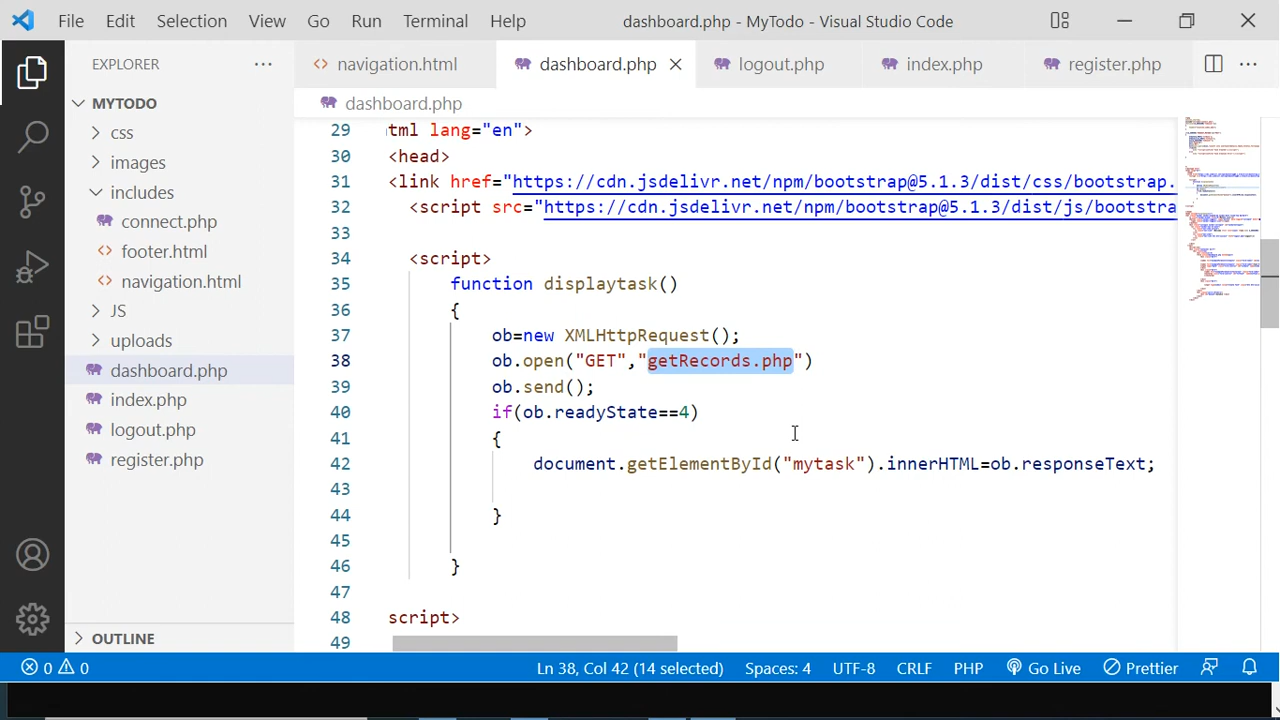 File Edit Selection View Go Run Terminal Help dashboard.php - MyTodo - Visual Studio Code
EXPLORER
navigation.html dashboard.php logout.php index.php register.php
MYTODO
css
images
includes
connect.php
footer.html
navigation.html
JS
uploads
dashboard.php
index.php
logout.php
register.php
OUTLINE
dashboard.php
29 tml lang="en">
30 <head>
31 <link href="https://cdn.jsdelivr.net/npm/bootstrap@5.1.3/dist/css/bootstrap.
32 <script src="https://cdn.jsdelivr.net/npm/bootstrap@5.1.3/dist/js/bootstra
33
34 <script>
35 function displaytask()
36 {
37 ob=new XMLHttpRequest();
38 ob.open("GET","getRecords.php")
39 ob.send();
40 if(ob.readyState==4)
41 {
42 document.getElementById("mytask").innerHTML=ob.responseText;
43
44 }
45
46 }
47
48 script>
49
0 0 Ln 38, Col 42 (14 selected) Spaces: 4 UTF-8 CRLF PHP Go Live Prettier